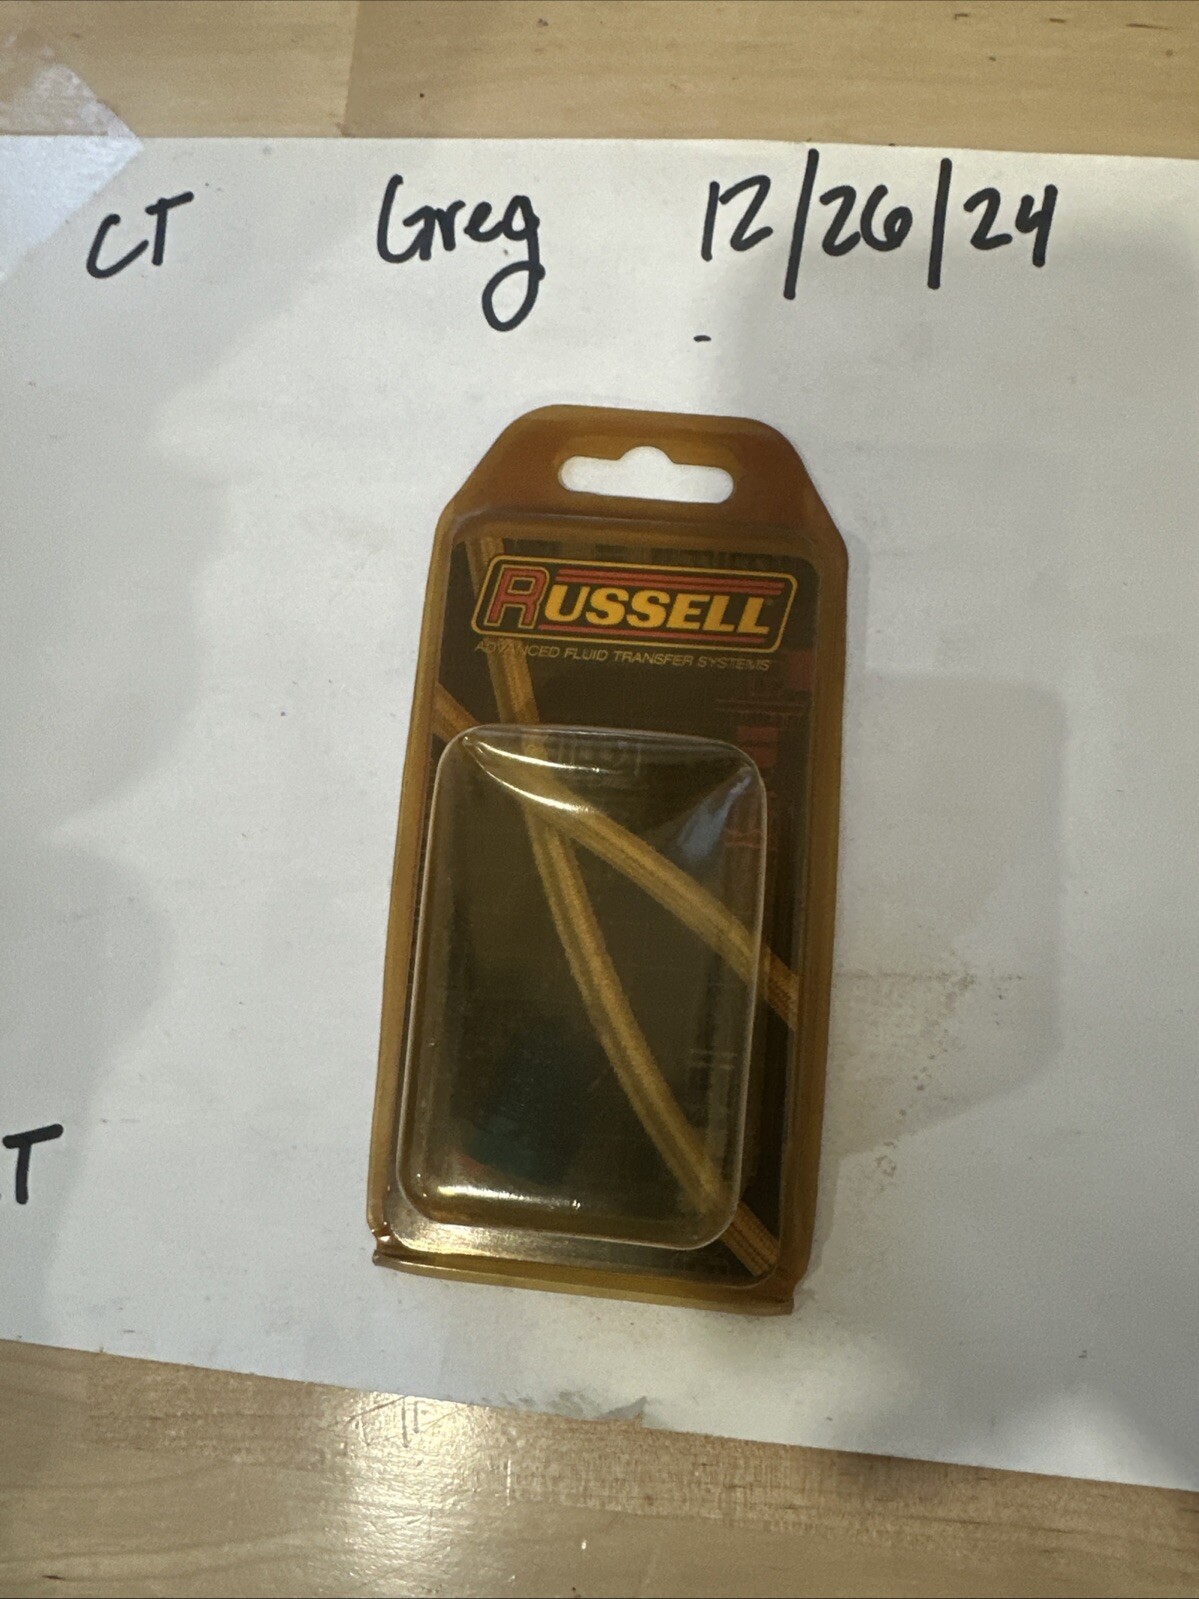 CT Greg 12/26/24
RUSSELL
ADVANCED FLUID TRANSFER SYSTEMS
T